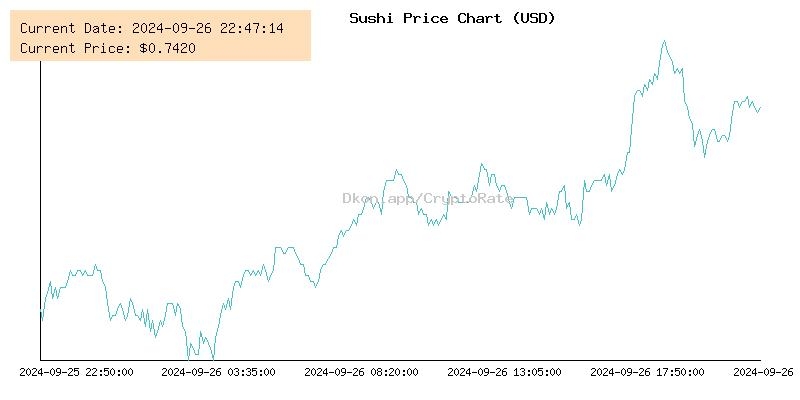 Sushi Price Chart (USD)
Current Date: 2024-09-26 22:47:14
Current Price: $0.7420
Dkon.app/CryptoRate
2024-09-25 22:50:00 2024-09-26 03:35:00 2024-09-26 08:20:00 2024-09-26 13:05:00 2024-09-26 17:50:00 2024-09-26